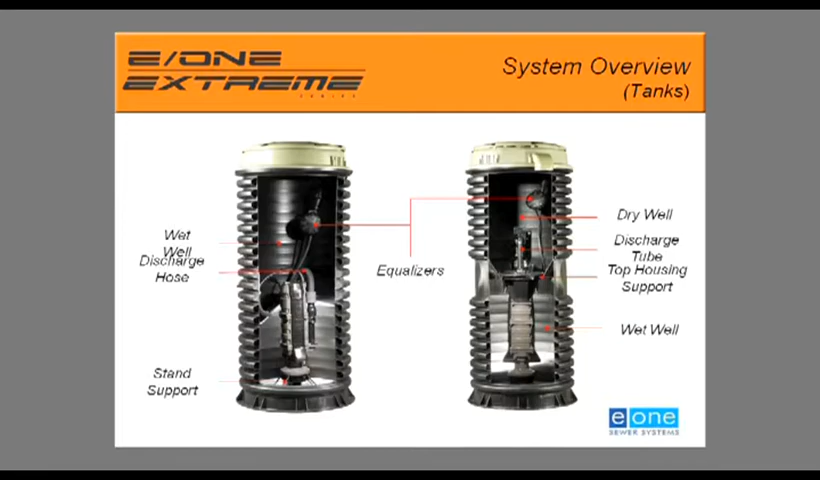 E/ONE
EXTREME
SERIES
System Overview
(Tanks)
Wet
Well
Discharge
Hose
Stand
Support
Equalizers
Dry Well
Discharge
Tube
Top Housing
Support
Wet Well
e one
SEWER SYSTEMS